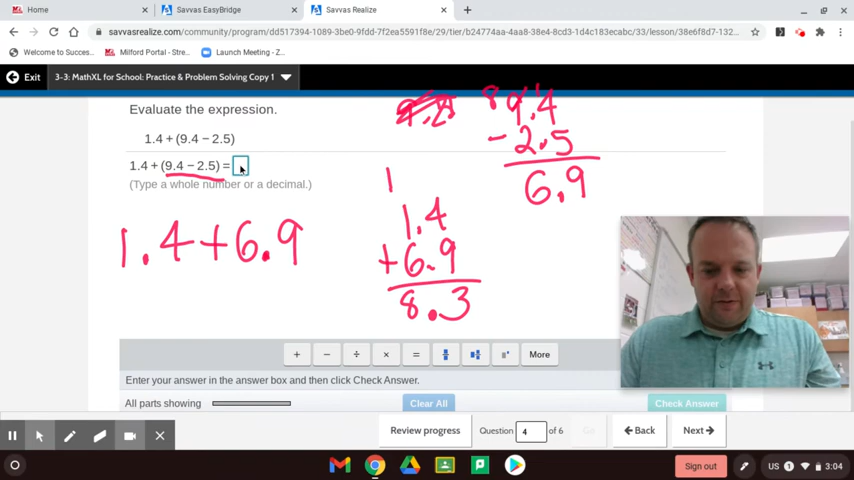 Home
Savvas EasyBridge
Savvas Realize
savvasrealize.com/community/program/dd517394-1089-3be0-9fdd-7f2201591f8e/29/tier/b24774aa-4aa8-38e4-8cd3-1d4c183ecabc/33/lesson/38e6f8d7-132...
Welcome to Succes...
Milford Portal - Stre...
Launch Meeting - Z...
Exit
3-3: MathXL for School: Practice & Problem Solving Copy 1
Evaluate the expression.
1.4 + (9.4 − 2.5)
1.4 + (9.4 − 2.5) =
(Type a whole number or a decimal.)
8 1
9.4
- 2.5
6.9
1.4+6.9
1
1.4
+6.9
8.3
+ − ÷ × = More
Enter your answer in the answer box and then click Check Answer.
All parts showing
Clear All
Check Answer
Review progress
Question 4 of 6
Go
Back
Next
Sign out
US 1 3:04